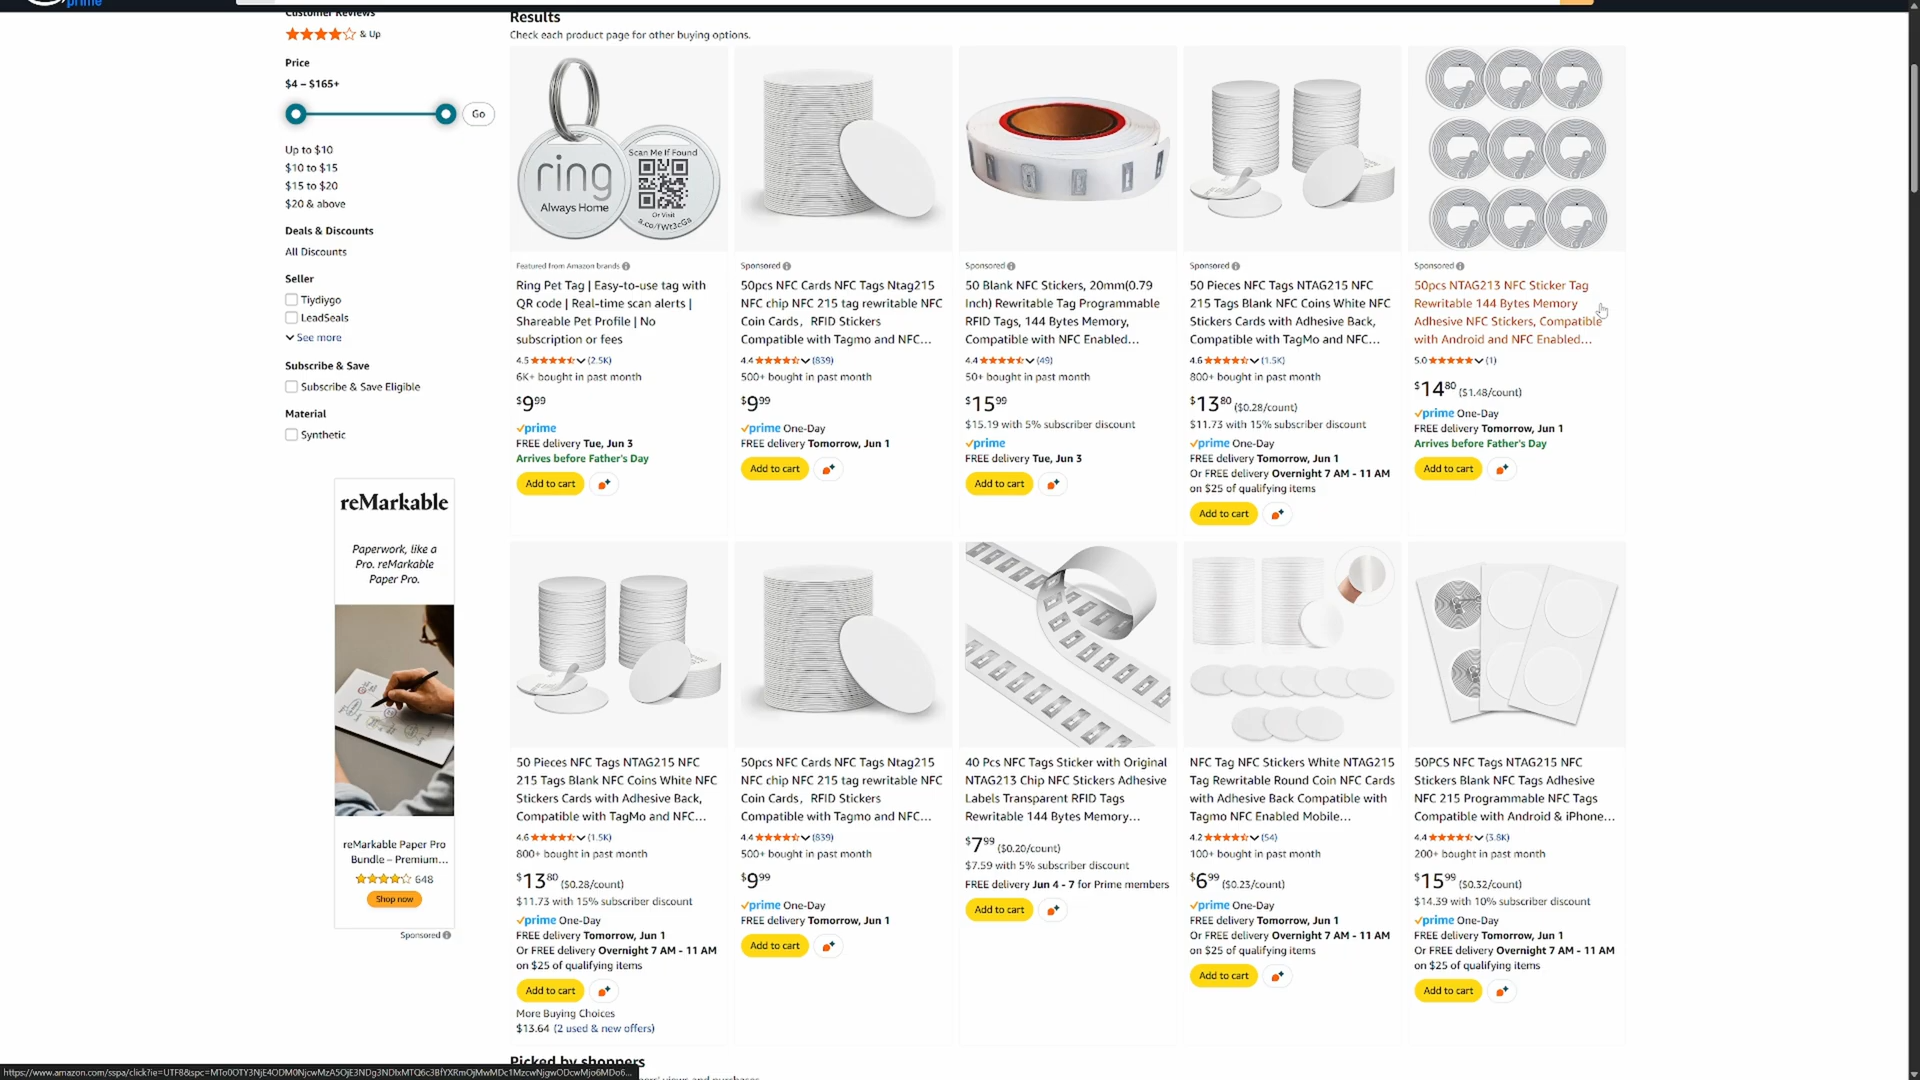 prime
Customer Reviews
& Up
Price
$4 – $165+
Go
Up to $10
$10 to $15
$15 to $20
$20 & above
Deals & Discounts
All Discounts
Seller
Tiydiygo
LeadSeals
See more
Subscribe & Save
Subscribe & Save Eligible
Material
Synthetic
reMarkable
Paperwork, like a
Pro. reMarkable
Paper Pro.
reMarkable Paper Pro
Bundle – Premium...
648
Shop now
Sponsored
Results
Check each product page for other buying options.
ring
Always Home
Scan Me If Found
Or Visit
Featured from Amazon brands
Ring Pet Tag | Easy-to-use tag with
QR code | Real-time scan alerts |
Shareable Pet Profile | No
subscription or fees
4.5 (2.5K)
6K+ bought in past month
$9.99
prime
FREE delivery Tue, Jun 3
Arrives before Father's Day
Add to cart
Sponsored
50pcs NFC Cards NFC Tags Ntag215
NFC chip NFC 215 tag rewritable NFC
Coin Cards，RFID Stickers
Compatible with Tagmo and NFC...
4.4 (839)
500+ bought in past month
$9.99
prime One-Day
FREE delivery Tomorrow, Jun 1
Add to cart
Sponsored
50 Blank NFC Stickers, 20mm(0.79
Inch) Rewritable Tag Programmable
RFID Tags, 144 Bytes Memory,
Compatible with NFC Enabled...
4.4 (49)
50+ bought in past month
$15.99
$15.19 with 5% subscriber discount
prime
FREE delivery Tue, Jun 3
Add to cart
Sponsored
50 Pieces NFC Tags NTAG215 NFC
215 Tags Blank NFC Coins White NFC
Stickers Cards with Adhesive Back,
Compatible with TagMo and NFC...
4.6 (1.5K)
800+ bought in past month
$13.80 ($0.28/count)
$11.73 with 15% subscriber discount
prime One-Day
FREE delivery Tomorrow, Jun 1
Or FREE delivery Overnight 7 AM - 11 AM
on $25 of qualifying items
Add to cart
Sponsored
50pcs NTAG213 NFC Sticker Tag
Rewritable 144 Bytes Memory
Adhesive NFC Stickers, Compatible
with Android and NFC Enabled...
5.0 (1)
$14.80 ($1.48/count)
prime One-Day
FREE delivery Tomorrow, Jun 1
Arrives before Father's Day
Add to cart
50 Pieces NFC Tags NTAG215 NFC
215 Tags Blank NFC Coins White NFC
Stickers Cards with Adhesive Back,
Compatible with TagMo and NFC...
4.6 (1.5K)
800+ bought in past month
$13.80 ($0.28/count)
$11.73 with 15% subscriber discount
prime One-Day
FREE delivery Tomorrow, Jun 1
Or FREE delivery Overnight 7 AM - 11 AM
on $25 of qualifying items
Add to cart
More Buying Choices
$13.64 (2 used & new offers)
50pcs NFC Cards NFC Tags Ntag215
NFC chip NFC 215 tag rewritable NFC
Coin Cards，RFID Stickers
Compatible with Tagmo and NFC...
4.4 (839)
500+ bought in past month
$9.99
prime One-Day
FREE delivery Tomorrow, Jun 1
Add to cart
40 Pcs NFC Tags Sticker with Original
NTAG213 Chip NFC Stickers Adhesive
Labels Transparent RFID Tags
Rewritable 144 Bytes Memory...
$7.99 ($0.20/count)
$7.59 with 5% subscriber discount
FREE delivery Jun 4 - 7 for Prime members
Add to cart
NFC Tag NFC Stickers White NTAG215
Tag Rewritable Round Coin NFC Cards
with Adhesive Back Compatible with
Tagmo NFC Enabled Mobile...
4.2 (54)
100+ bought in past month
$6.99 ($0.23/count)
prime One-Day
FREE delivery Tomorrow, Jun 1
Or FREE delivery Overnight 7 AM - 11 AM
on $25 of qualifying items
Add to cart
50PCS NFC Tags NTAG215 NFC
Stickers Blank NFC Tags Adhesive
NFC 215 Programmable NFC Tags
Compatible with Android & iPhone...
4.4 (3.8K)
200+ bought in past month
$15.99 ($0.32/count)
$14.39 with 10% subscriber discount
prime One-Day
FREE delivery Tomorrow, Jun 1
Or FREE delivery Overnight 7 AM - 11 AM
on $25 of qualifying items
Add to cart
Picked by shoppers